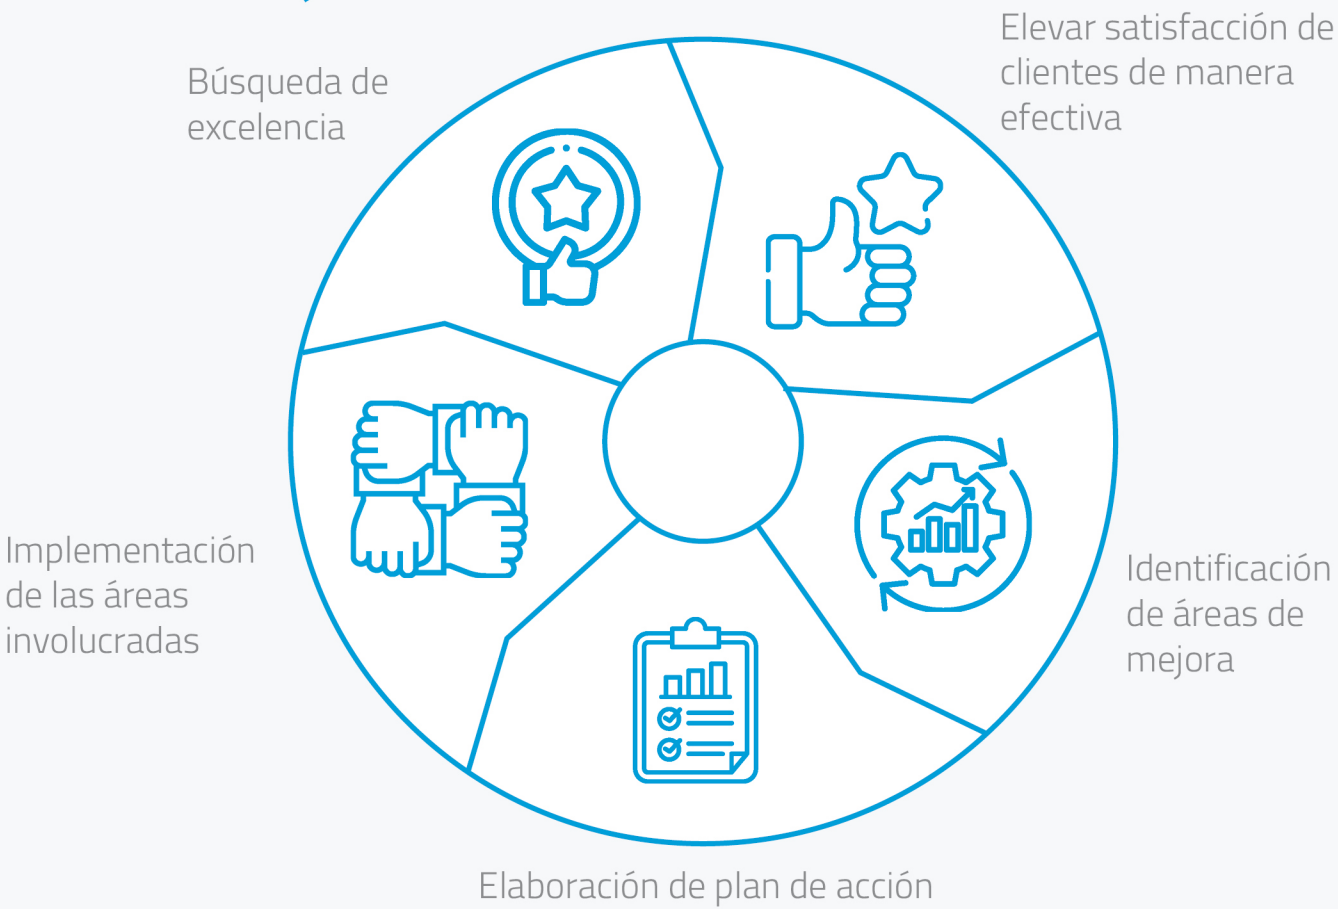 Búsqueda de
excelencia
Elevar satisfacción de
clientes de manera
efectiva
Implementación
de las áreas
involucradas
Identificación
de áreas de
mejora
Elaboración de plan de acción